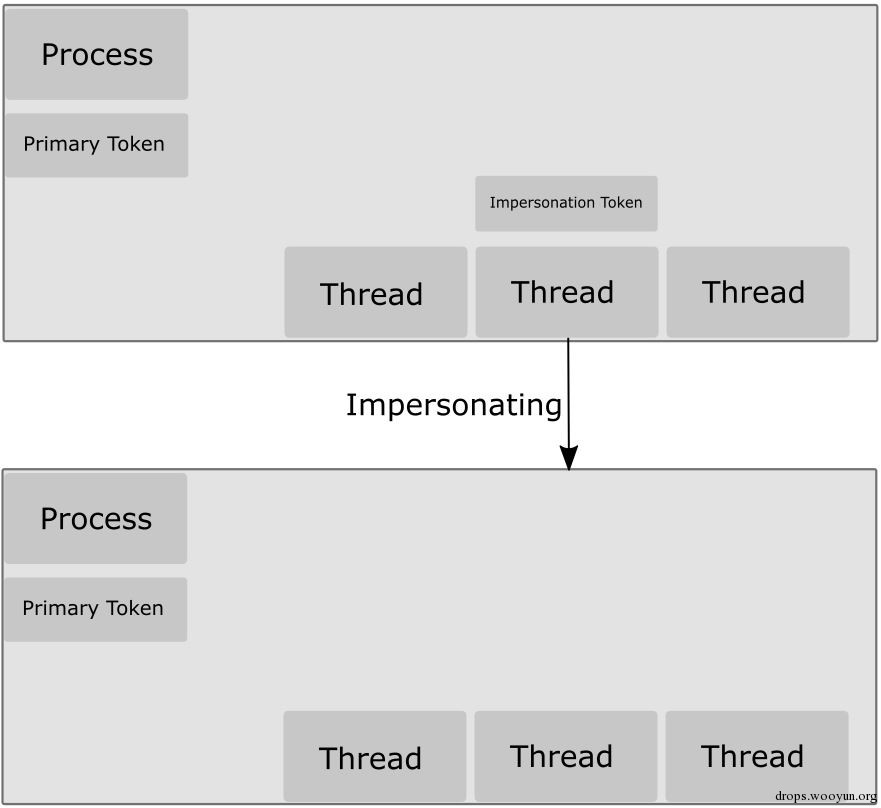 Process
Primary Token
Impersonation Token
Thread Thread Thread
Impersonating
Process
Primary Token
Thread Thread Thread
drops.wooyun.org